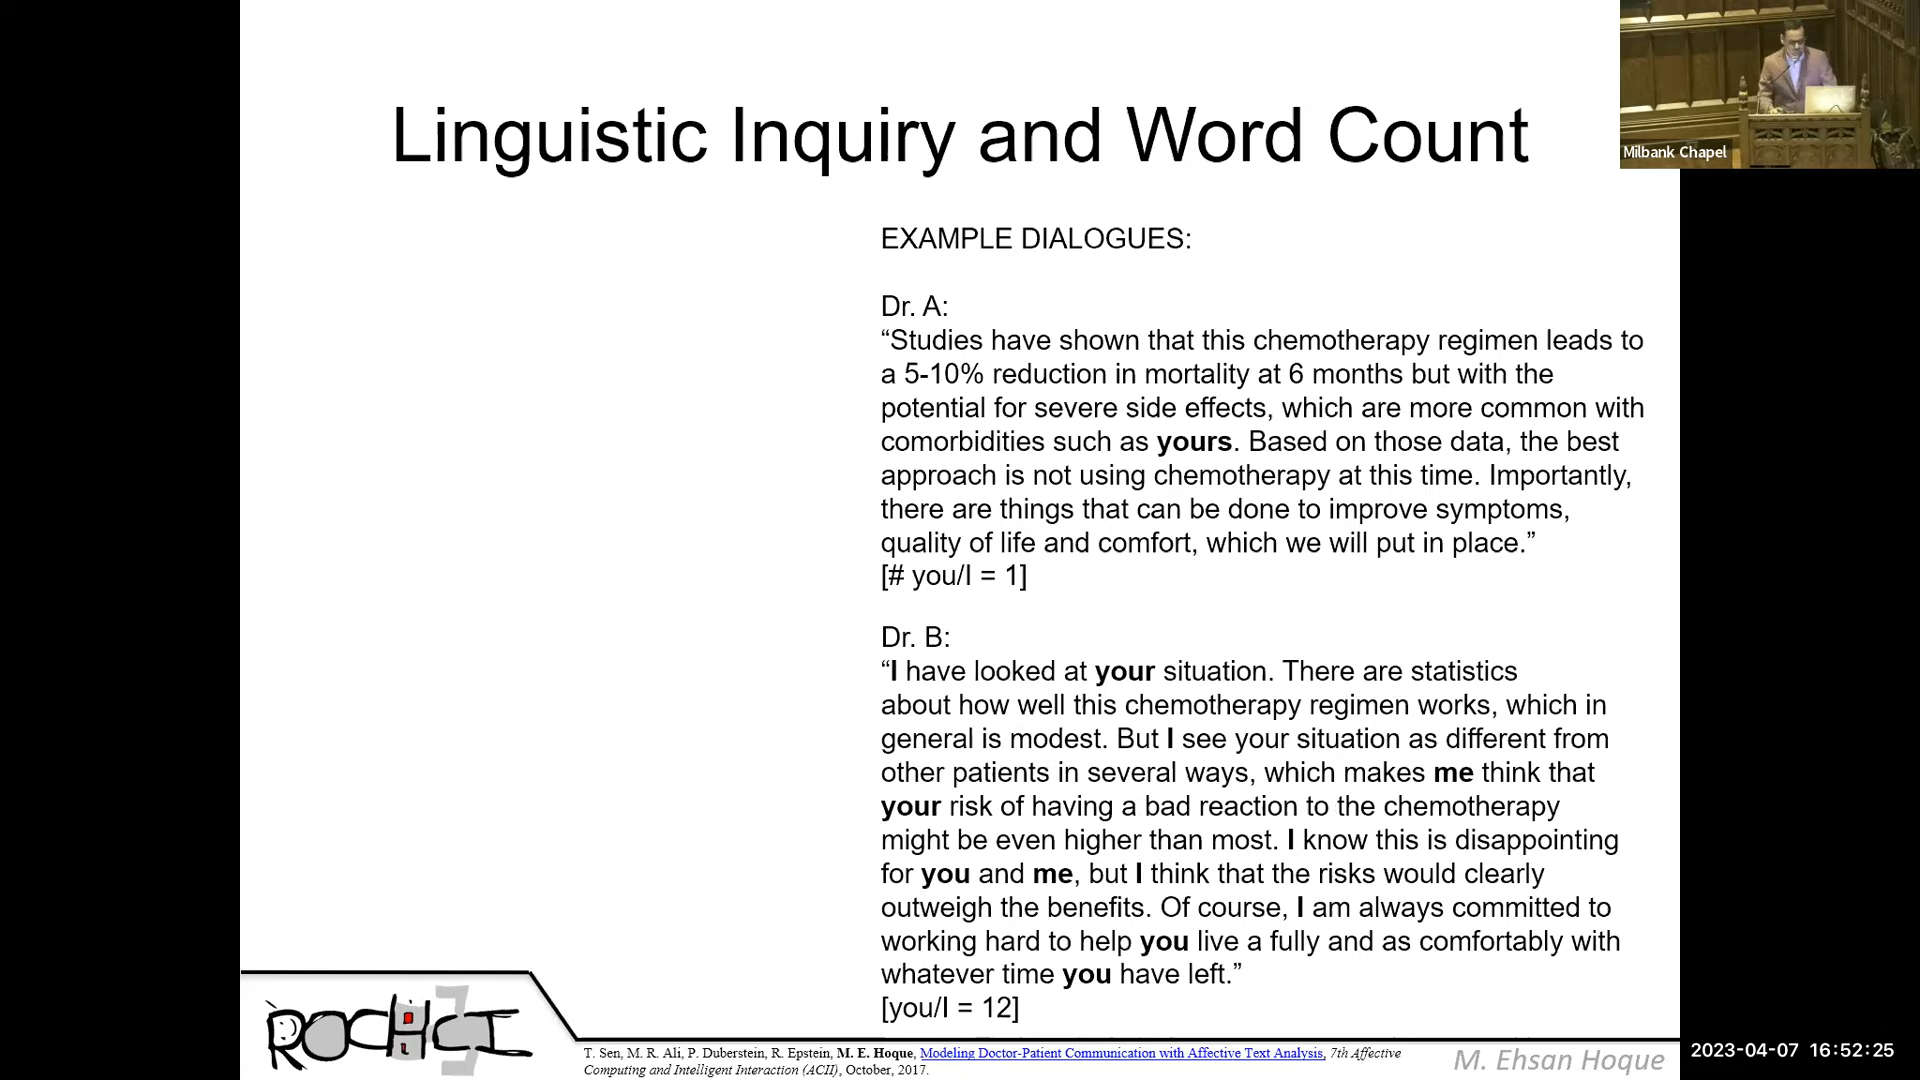 Linguistic Inquiry and Word Count
Milbank Chapel
EXAMPLE DIALOGUES:
Dr. A:
“Studies have shown that this chemotherapy regimen leads to
a 5-10% reduction in mortality at 6 months but with the
potential for severe side effects, which are more common with
comorbidities such as yours. Based on those data, the best
approach is not using chemotherapy at this time. Importantly,
there are things that can be done to improve symptoms,
quality of life and comfort, which we will put in place.”
[# you/I = 1]
Dr. B:
“I have looked at your situation. There are statistics
about how well this chemotherapy regimen works, which in
general is modest. But I see your situation as different from
other patients in several ways, which makes me think that
your risk of having a bad reaction to the chemotherapy
might be even higher than most. I know this is disappointing
for you and me, but I think that the risks would clearly
outweigh the benefits. Of course, I am always committed to
working hard to help you live a fully and as comfortably with
whatever time you have left.”
[you/I = 12]
ROCHCI
T. Sen, M. R. Ali, P. Duberstein, R. Epstein, M. E. Hoque, Modeling Doctor-Patient Communication with Affective Text Analysis, 7th Affective
Computing and Intelligent Interaction (ACII), October, 2017.
M. Ehsan Hoque
2023-04-07 16:52:25